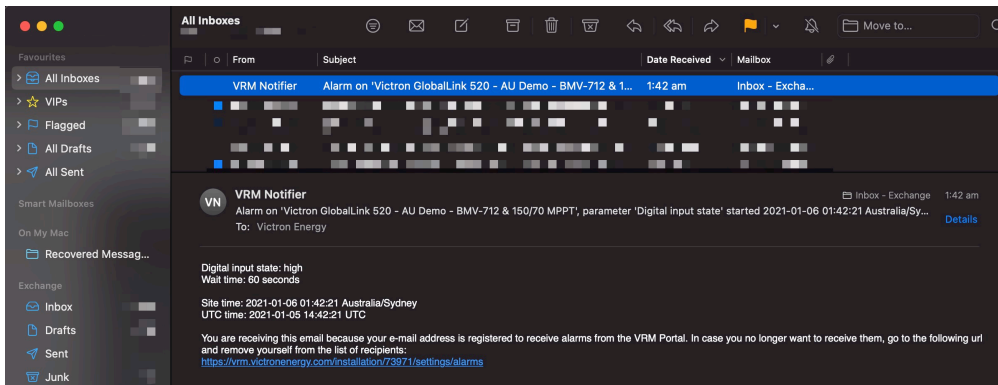 All Inboxes
Move to...
Favourites
All Inboxes
VIPs
Flagged
All Drafts
All Sent
Smart Mailboxes
On My Mac
Recovered Messag...
Exchange
Inbox
Drafts
Sent
Junk
From Subject Date Received Mailbox
VRM Notifier Alarm on 'Victron GlobalLink 520 - AU Demo - BMV-712 & 1... 1:42 am Inbox - Excha...
VN
VRM Notifier Inbox - Exchange 1:42 am
Alarm on 'Victron GlobalLink 520 - AU Demo - BMV-712 & 150/70 MPPT', parameter 'Digital input state' started 2021-01-06 01:42:21 Australia/Sy...
To: Victron Energy Details
Digital input state: high
Wait time: 60 seconds
Site time: 2021-01-06 01:42:21 Australia/Sydney
UTC time: 2021-01-05 14:42:21 UTC
You are receiving this email because your e-mail address is registered to receive alarms from the VRM Portal. In case you no longer want to receive them, go to the following url
and remove yourself from the list of recipients:
https://vrm.victronenergy.com/installation/73971/settings/alarms